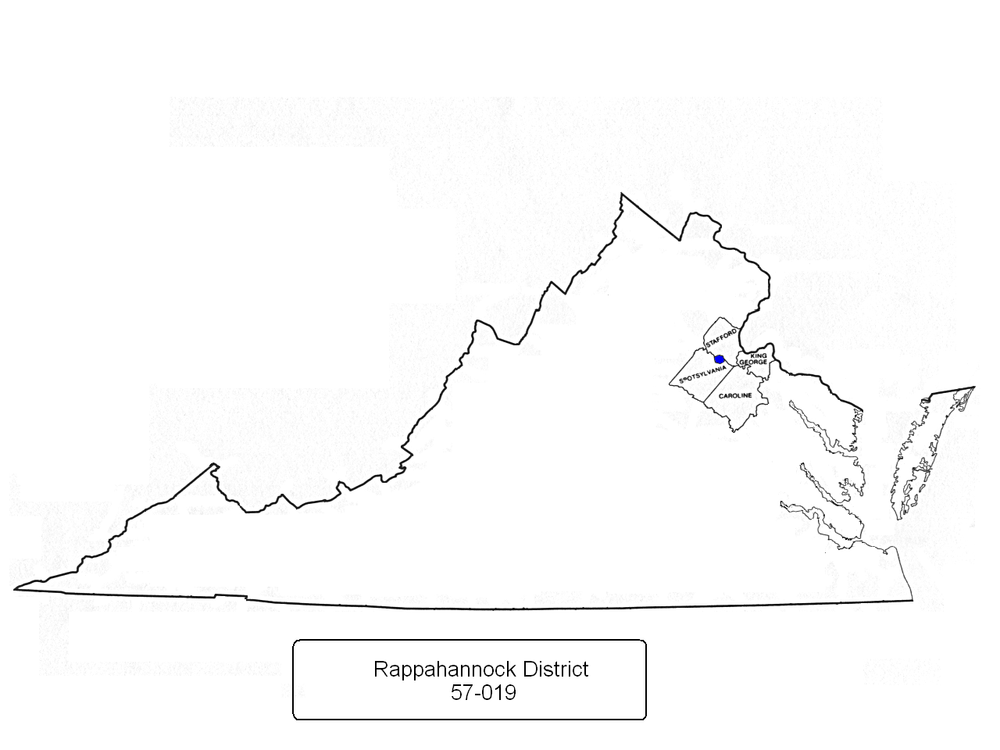 STAFFORD
KING
GEORGE
SPOTSYLVANIA
CAROLINE
Rappahannock District
57-019